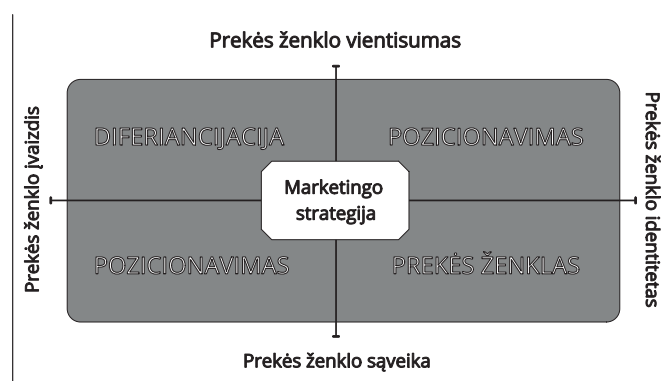 Prekės ženklo vientisumas
Prekės ženklo įvaizdis
DIFERIANCIJACIJA
POZICIONAVIMAS
Prekės ženklo identitetas
Marketingo
strategija
POZICIONAVIMAS
PREKĖS ŽENKLAS
Prekės ženklo sąveika